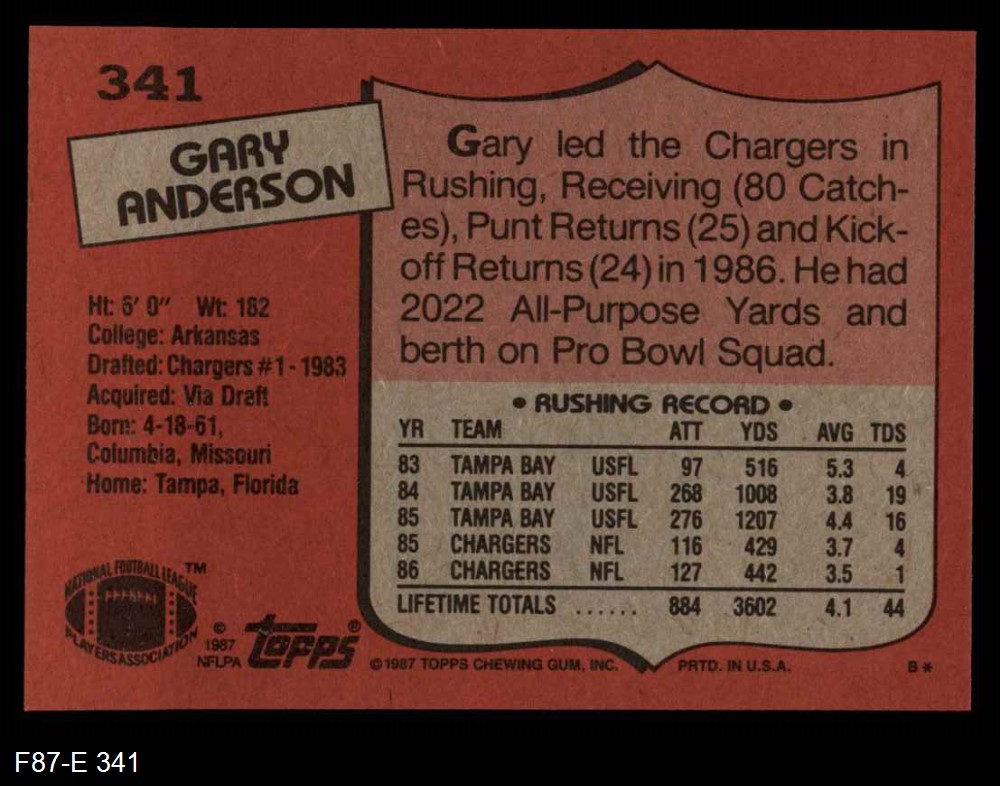 341
GARY
ANDERSON
Ht: 6' 0" Wt: 182
College: Arkansas
Drafted: Chargers #1 - 1983
Acquired: Via Draft
Born: 4-18-61,
Columbia, Missouri
Home: Tampa, Florida
Gary led the Chargers in
Rushing, Receiving (80 Catch-
es), Punt Returns (25) and Kick-
off Returns (24) in 1986. He had
2022 All-Purpose Yards and
berth on Pro Bowl Squad.
• RUSHING RECORD •
YR TEAM ATT YDS AVG TDS
83 TAMPA BAY USFL 97 516 5.3 4
84 TAMPA BAY USFL 268 1008 3.8 19
85 TAMPA BAY USFL 276 1207 4.4 16
85 CHARGERS NFL 116 429 3.7 4
86 CHARGERS NFL 127 442 3.5 1
LIFETIME TOTALS ...... 884 3602 4.1 44
NATIONAL FOOTBALL LEAGUE ™
PLAYERS ASSOCIATION
© 1987 NFLPA
topps ®
© 1987 TOPPS CHEWING GUM, INC. PRTD. IN U.S.A. B*
F87-E 341